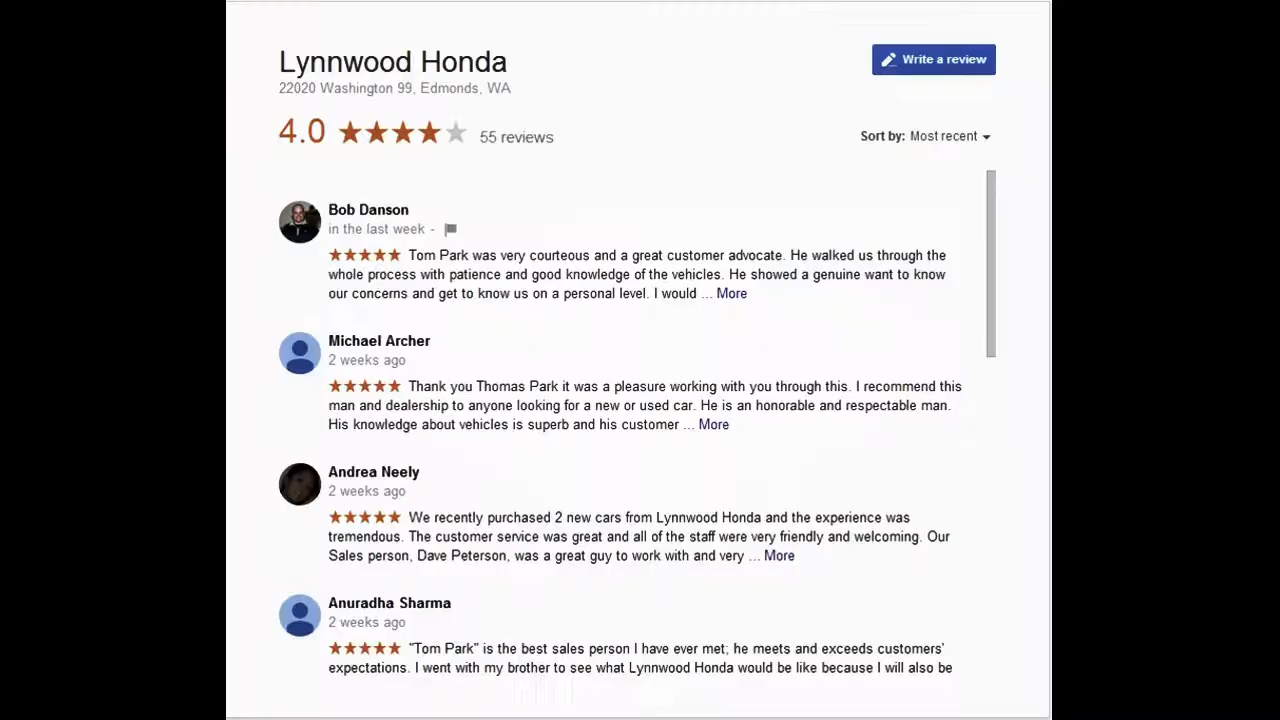 Lynnwood Honda
Write a review
22020 Washington 99, Edmonds, WA
4.0 55 reviews
Sort by: Most recent
Bob Danson
in the last week -
Tom Park was very courteous and a great customer advocate. He walked us through the
whole process with patience and good knowledge of the vehicles. He showed a genuine want to know
our concerns and get to know us on a personal level. I would ... More
Michael Archer
2 weeks ago
Thank you Thomas Park it was a pleasure working with you through this. I recommend this
man and dealership to anyone looking for a new or used car. He is an honorable and respectable man.
His knowledge about vehicles is superb and his customer ... More
Andrea Neely
2 weeks ago
We recently purchased 2 new cars from Lynnwood Honda and the experience was
tremendous. The customer service was great and all of the staff were very friendly and welcoming. Our
Sales person, Dave Peterson, was a great guy to work with and very ... More
Anuradha Sharma
2 weeks ago
"Tom Park" is the best sales person I have ever met; he meets and exceeds customers'
expectations. I went with my brother to see what Lynnwood Honda would be like because I will also be